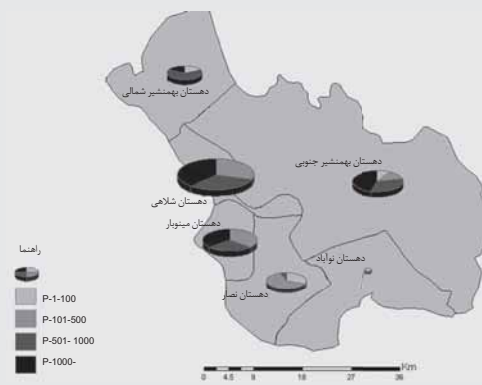 دهستان بهمنشیر شمالی
دهستان بهمنشیر جنوبی
دهستان شلاهی
دهستان مینوبار
دهستان نوآباد
دهستان نصار
راهنما
P-1-100
P-101-500
P-501- 1000
P-1000-
Km
0 4.5 9 18 27 36